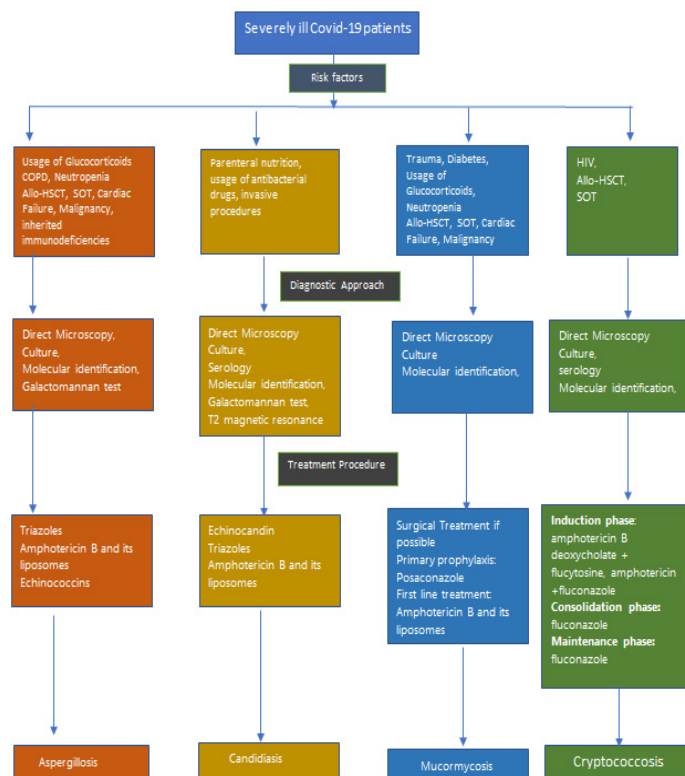 Severely ill Covid-19 patients
Risk factors
Usage of Glucocorticoids
COPD, Neutropenia
Allo-HSCT, SOT, Cardiac
Failure, Malignancy,
inherited
immunodeficiencies
Parenteral nutrition,
usage of antibacterial
drugs, invasive
procedures
Trauma, Diabetes,
Usage of
Glucocorticoids,
Neutropenia
Allo-HSCT, SOT, Cardiac
Failure, Malignancy
HIV,
Allo-HSCT,
SOT
Diagnostic Approach
Direct Microscopy,
Culture,
Molecular identification,
Galactomannan test
Direct Microscopy
Culture,
Serology
Molecular identification,
Galactomannan test,
T2 magnetic resonance
Direct Microscopy
Culture
Molecular identification,
Direct Microscopy
Culture,
serology
Molecular identification,
Treatment Procedure
Triazoles
Amphotericin B and its
liposomes
Echinococcins
Echinocandin
Triazoles
Amphotericin B and its
liposomes
Surgical Treatment if
possible
Primary prophylaxis:
Posaconazole
First line treatment:
Amphotericin B and its
liposomes
Induction phase:
amphotericin B
deoxycholate +
flucytosine, amphotericin
+fluconazole
Consolidation phase:
fluconazole
Maintenance phase:
fluconazole
Aspergillosis
Candidiasis
Mucormycosis
Cryptococcosis